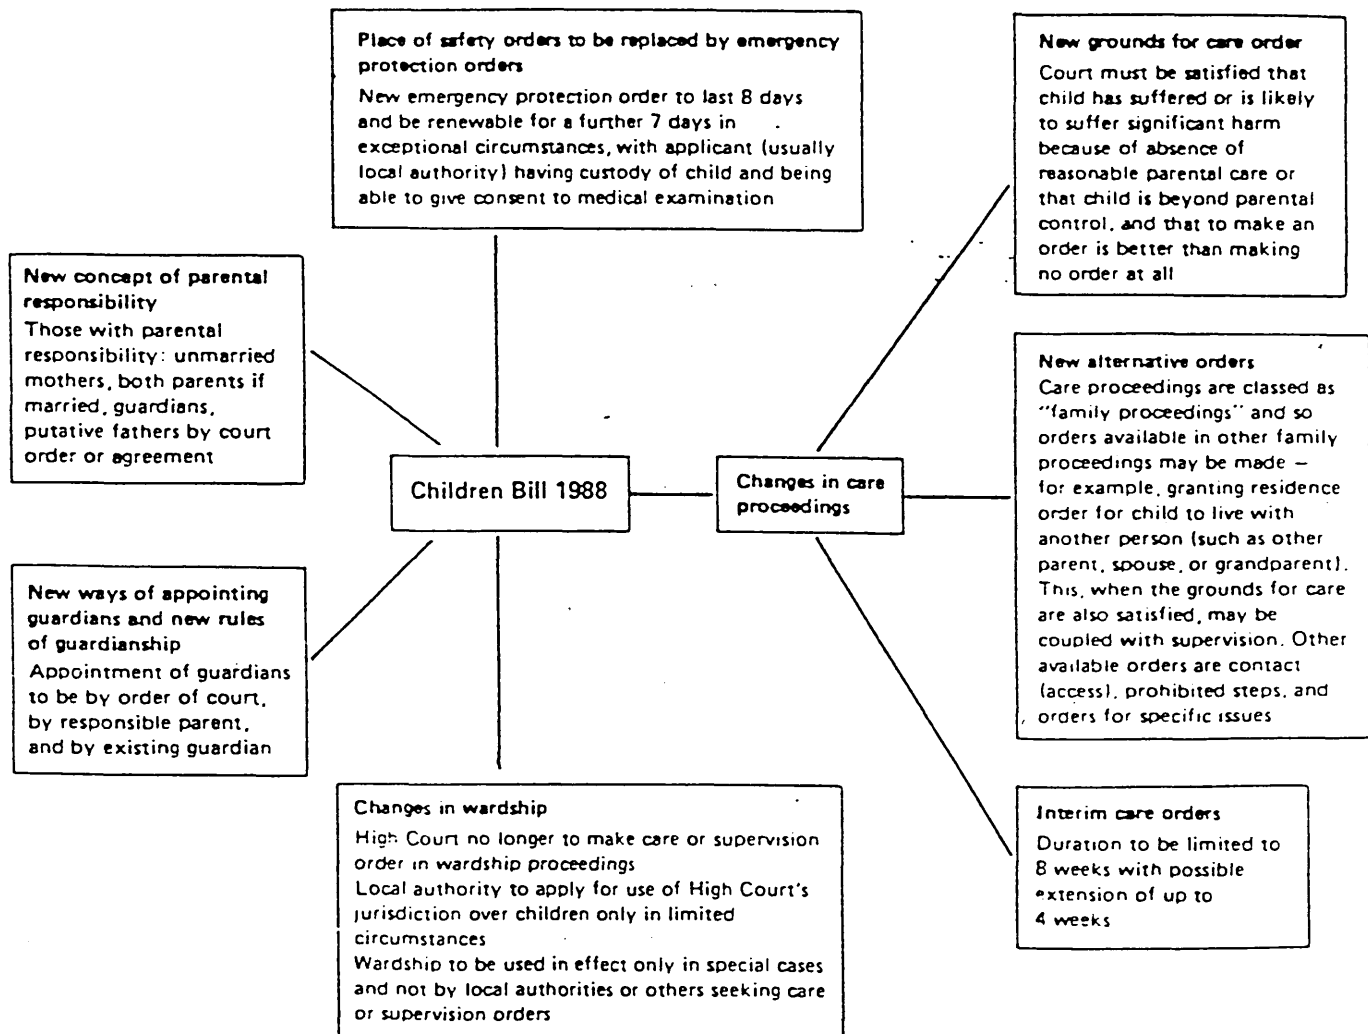 Place of safety orders to be replaced by emergency
protection orders
New emergency protection order to last 8 days
and be renewable for a further 7 days in
exceptional circumstances, with applicant (usually
local authority) having custody of child and being
able to give consent to medical examination
New grounds for care order
Court must be satisfied that
child has suffered or is likely
to suffer significant harm
because of absence of
reasonable parental care or
that child is beyond parental
control, and that to make an
order is better than making
no order at all
New concept of parental
responsibility
Those with parental
responsibility: unmarried
mothers, both parents if
married, guardians,
putative fathers by court
order or agreement
Children Bill 1988
Changes in care
proceedings
New alternative orders
Care proceedings are classed as
"family proceedings" and so
orders available in other family
proceedings may be made –
for example, granting residence
order for child to live with
another person (such as other
parent, spouse, or grandparent).
This, when the grounds for care
are also satisfied, may be
coupled with supervision. Other
available orders are contact
(access), prohibited steps, and
orders for specific issues
New ways of appointing
guardians and new rules
of guardianship
Appointment of guardians
to be by order of court,
by responsible parent,
and by existing guardian
Changes in wardship
High Court no longer to make care or supervision
order in wardship proceedings
Local authority to apply for use of High Court's
jurisdiction over children only in limited
circumstances
Wardship to be used in effect only in special cases
and not by local authorities or others seeking care
or supervision orders
Interim care orders
Duration to be limited to
8 weeks with possible
extension of up to
4 weeks